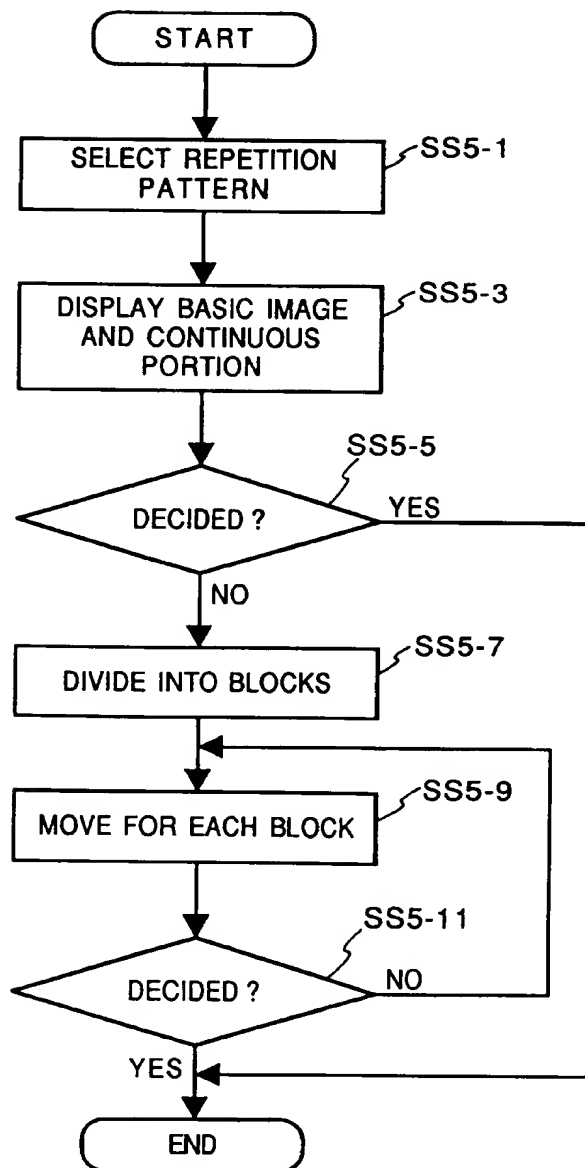 START
SELECT REPETITION
PATTERN
SS5-1
DISPLAY BASIC IMAGE
AND CONTINUOUS
PORTION
SS5-3
SS5-5
DECIDED ?
YES
NO
SS5-7
DIVIDE INTO BLOCKS
SS5-9
MOVE FOR EACH BLOCK
SS5-11
DECIDED ?
NO
YES
END